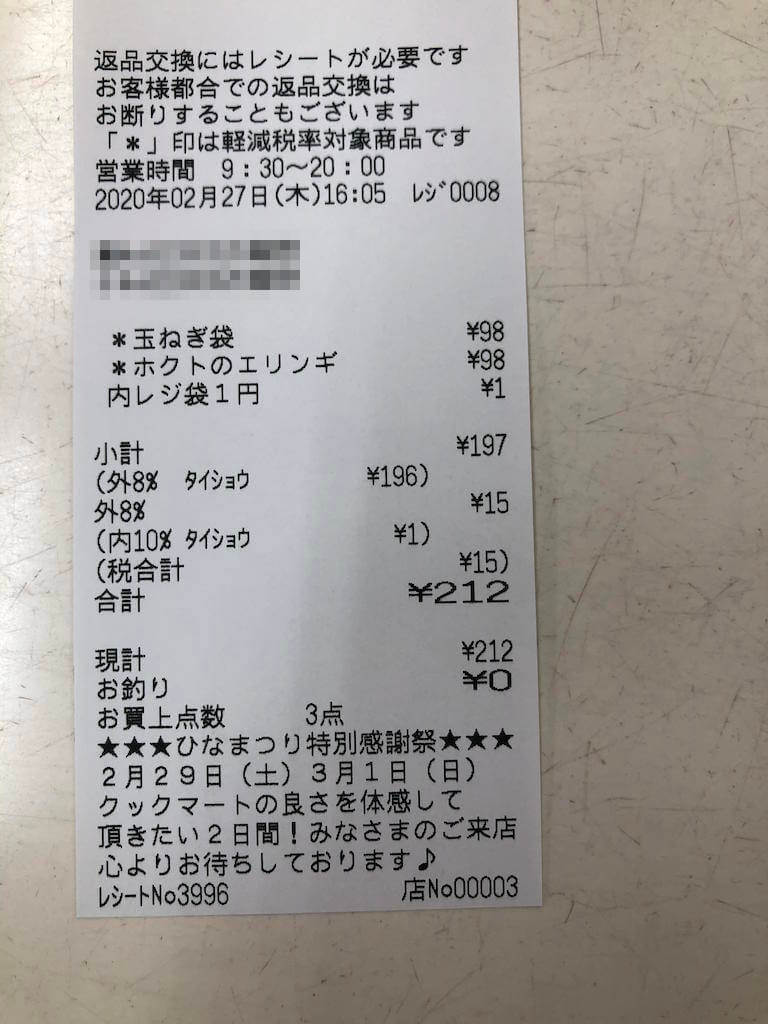 返品交換にはレシートが必要です
お客様都合での返品交換は
お断りすることもございます
「＊」印は軽減税率対象商品です
営業時間　９：３０〜２０：００
2020年02月27日(木)16:05　ﾚｼﾞ0008
＊玉ねぎ袋 ¥98
＊ホクトのエリンギ ¥98
内レジ袋１円 ¥1
小計 ¥197
(外8% ﾀｲｼｮｳ ¥196)
外8% ¥15
(内10% ﾀｲｼｮｳ ¥1)
(税合計 ¥15)
合計 ¥212
現計 ¥212
お釣り ¥0
お買上点数 3点
★★★ひなまつり特別感謝祭★★★
２月２９日（土）３月１日（日）
クックマートの良さを体感して
頂きたい２日間！みなさまのご来店
心よりお待ちしております♪
ﾚｼｰﾄNo3996 店No00003